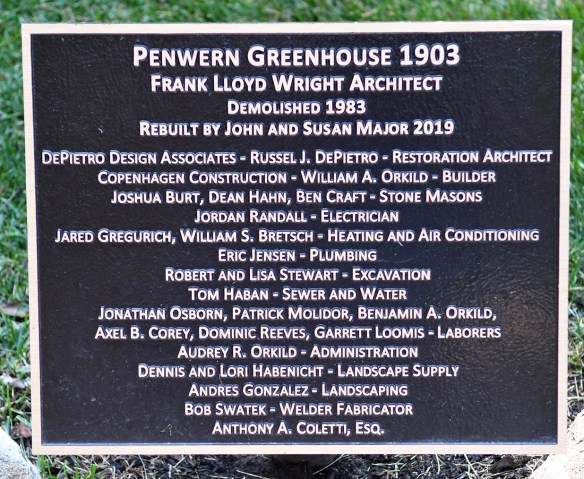 Penwern Greenhouse 1903
Frank Lloyd Wright Architect
Demolished 1983
Rebuilt by John and Susan Major 2019
DePietro Design Associates - Russel J. DePietro - Restoration Architect
Copenhagen Construction - William A. Orkild - Builder
Joshua Burt, Dean Hahn, Ben Craft - Stone Masons
Jordan Randall - Electrician
Jared Gregurich, William S. Bretsch - Heating and Air Conditioning
Eric Jensen - Plumbing
Robert and Lisa Stewart - Excavation
Tom Haban - Sewer and Water
Jonathan Osborn, Patrick Molidor, Benjamin A. Orkild,
Axel B. Corey, Dominic Reeves, Garrett Loomis - Laborers
Audrey R. Orkild - Administration
Dennis and Lori Habenicht - Landscape Supply
Andres Gonzalez - Landscaping
Bob Swatek - Welder Fabricator
Anthony A. Coletti, Esq.